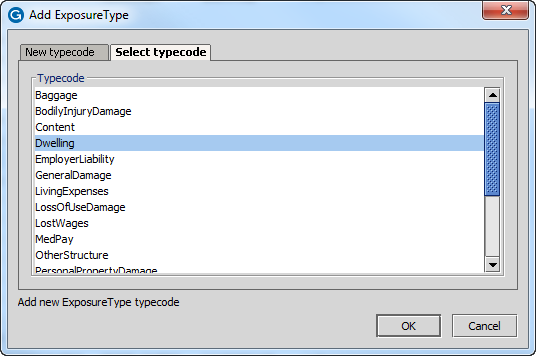 G Add ExposureType
New typecode Select typecode
Typecode
Baggage
BodilyInjuryDamage
Content
Dwelling
EmployerLiability
GeneralDamage
LivingExpenses
LossOfUseDamage
LostWages
MedPay
OtherStructure
PersonalPropertyDamage
Add new ExposureType typecode
OK Cancel